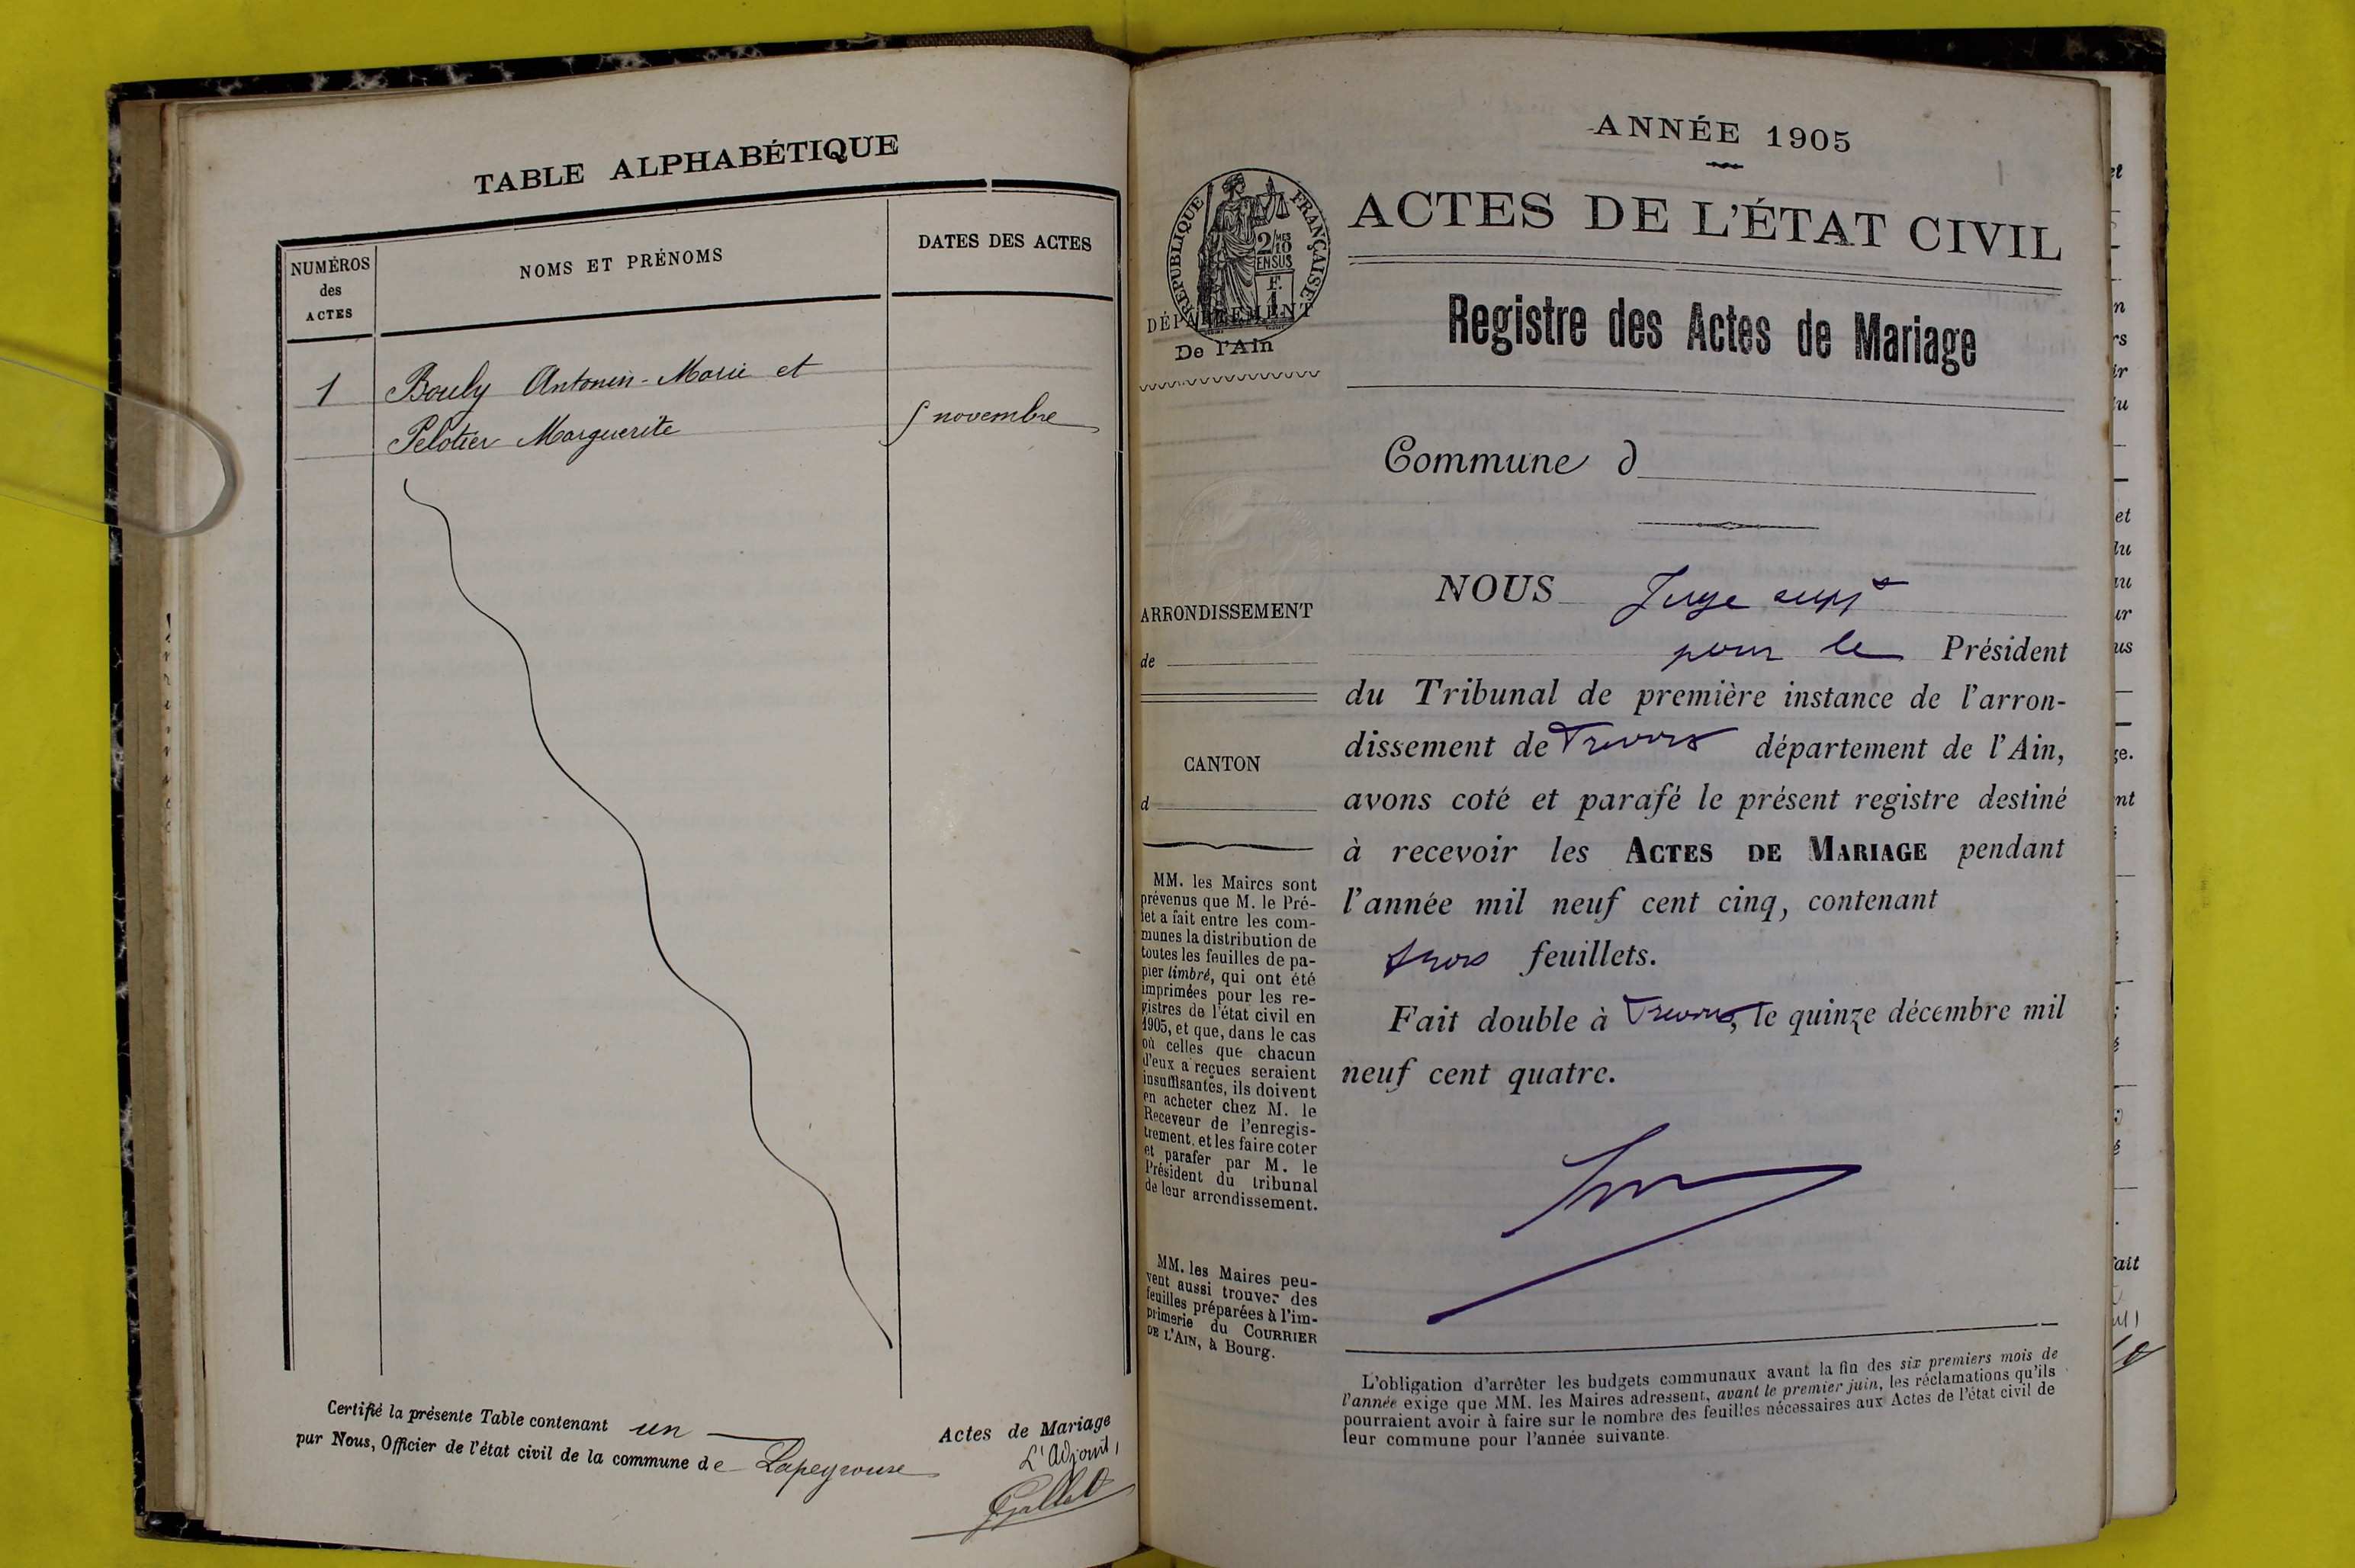 TABLE ALPHABÉTIQUE
NUMÉROS
des
ACTES
NOMS ET PRÉNOMS
DATES DES ACTES
1 Bouly Antonin-Marie et
Pelotier Marguerite
5 novembre
Certifié la présente Table contenant un
Actes de Mariage
par Nous, Officier de l'état civil de la commune de Lapeyrouse
L'Adjoint,
Gallet
ANNÉE 1905
RÉPUBLIQUE FRANÇAISE
2/10 MES
EN SUS
F.
1
ACTES DE L'ÉTAT CIVIL
DÉPARTEMENT
De l'Ain
Registre des Actes de Mariage
Commune d
ARRONDISSEMENT
de
CANTON
d
MM. les Maires sont
prévenus que M. le Pré-
fet a fait entre les com-
munes la distribution de
toutes les feuilles de pa-
pier timbré, qui ont été
imprimées pour les re-
gistres de l'état civil en
1905, et que, dans le cas
où celles que chacun
d'eux a reçues seraient
insuffisantes, ils doivent
en acheter chez M. le
Receveur de l'enregis-
trement, et les faire coter
et parafer par M. le
Président du tribunal
de leur arrondissement.
MM. les Maires peu-
vent aussi trouver des
feuilles préparées à l'im-
primerie du COURRIER
DE L'AIN, à Bourg.
NOUS Juge supt
pour le Président
du Tribunal de première instance de l'arron-
dissement de Trévoux département de l'Ain,
avons coté et parafé le présent registre destiné
à recevoir les ACTES DE MARIAGE pendant
l'année mil neuf cent cinq, contenant
trois feuillets.
Fait double à Trévoux, le quinze décembre mil
neuf cent quatre.
L'obligation d'arrêter les budgets communaux avant la fin des six premiers mois de
l'année exige que MM. les Maires adressent, avant le premier juin, les réclamations qu'ils
pourraient avoir à faire sur le nombre des feuilles nécessaires aux Actes de l'état civil de
leur commune pour l'année suivante.